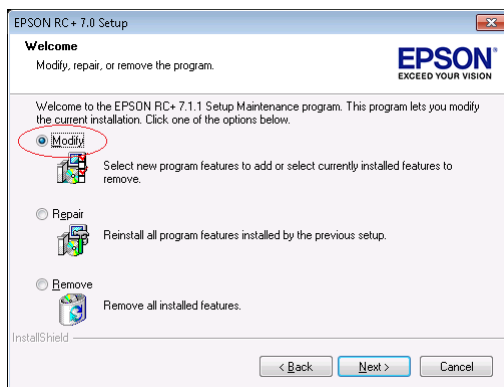 EPSON RC+ 7.0 Setup
Welcome
Modify, repair, or remove the program.
EPSON®
EXCEED YOUR VISION
Welcome to the EPSON RC+ 7.1.1 Setup Maintenance program. This program lets you modify
the current installation. Click one of the options below.
Modify
Select new program features to add or select currently installed features to
remove.
Repair
Reinstall all program features installed by the previous setup.
Remove
Remove all installed features.
InstallShield
< Back
Next >
Cancel